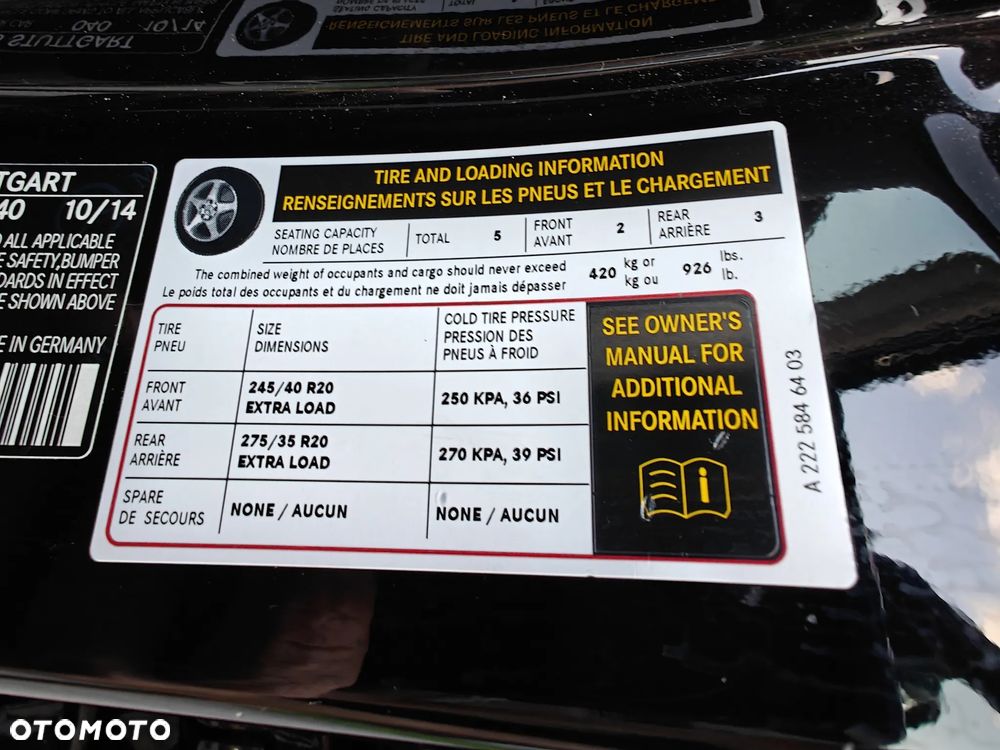 TIRE AND LOADING INFORMATION
RENSEIGNEMENTS SUR LES PNEUS ET LE CHARGEMENT
STUTTGART
OAO 10/14
TGART
40 10/14
ALL APPLICABLE
SAFETY, BUMPER
IN EFFECT
SHOWN ABOVE
IN GERMANY
TIRE AND LOADING INFORMATION
RENSEIGNEMENTS SUR LES PNEUS ET LE CHARGEMENT
SEATING CAPACITY TOTAL 5 FRONT 2 REAR 3
NOMBRE DE PLACES AVANT ARRIÈRE
The combined weight of occupants and cargo should never exceed 420 kg or 926 lbs.
Le poids total des occupants et du chargement ne doit jamais dépasser kg ou lb.
TIRE SIZE COLD TIRE PRESSURE
PNEU DIMENSIONS PRESSION DES
PNEUS À FROID
FRONT 245/40 R20 250 KPA, 36 PSI
AVANT EXTRA LOAD
REAR 275/35 R20 270 KPA, 39 PSI
ARRIÈRE EXTRA LOAD
SPARE NONE / AUCUN NONE / AUCUN
DE SECOURS
SEE OWNER'S
MANUAL FOR
ADDITIONAL
INFORMATION
A 222 584 64 03
OTOMOTO